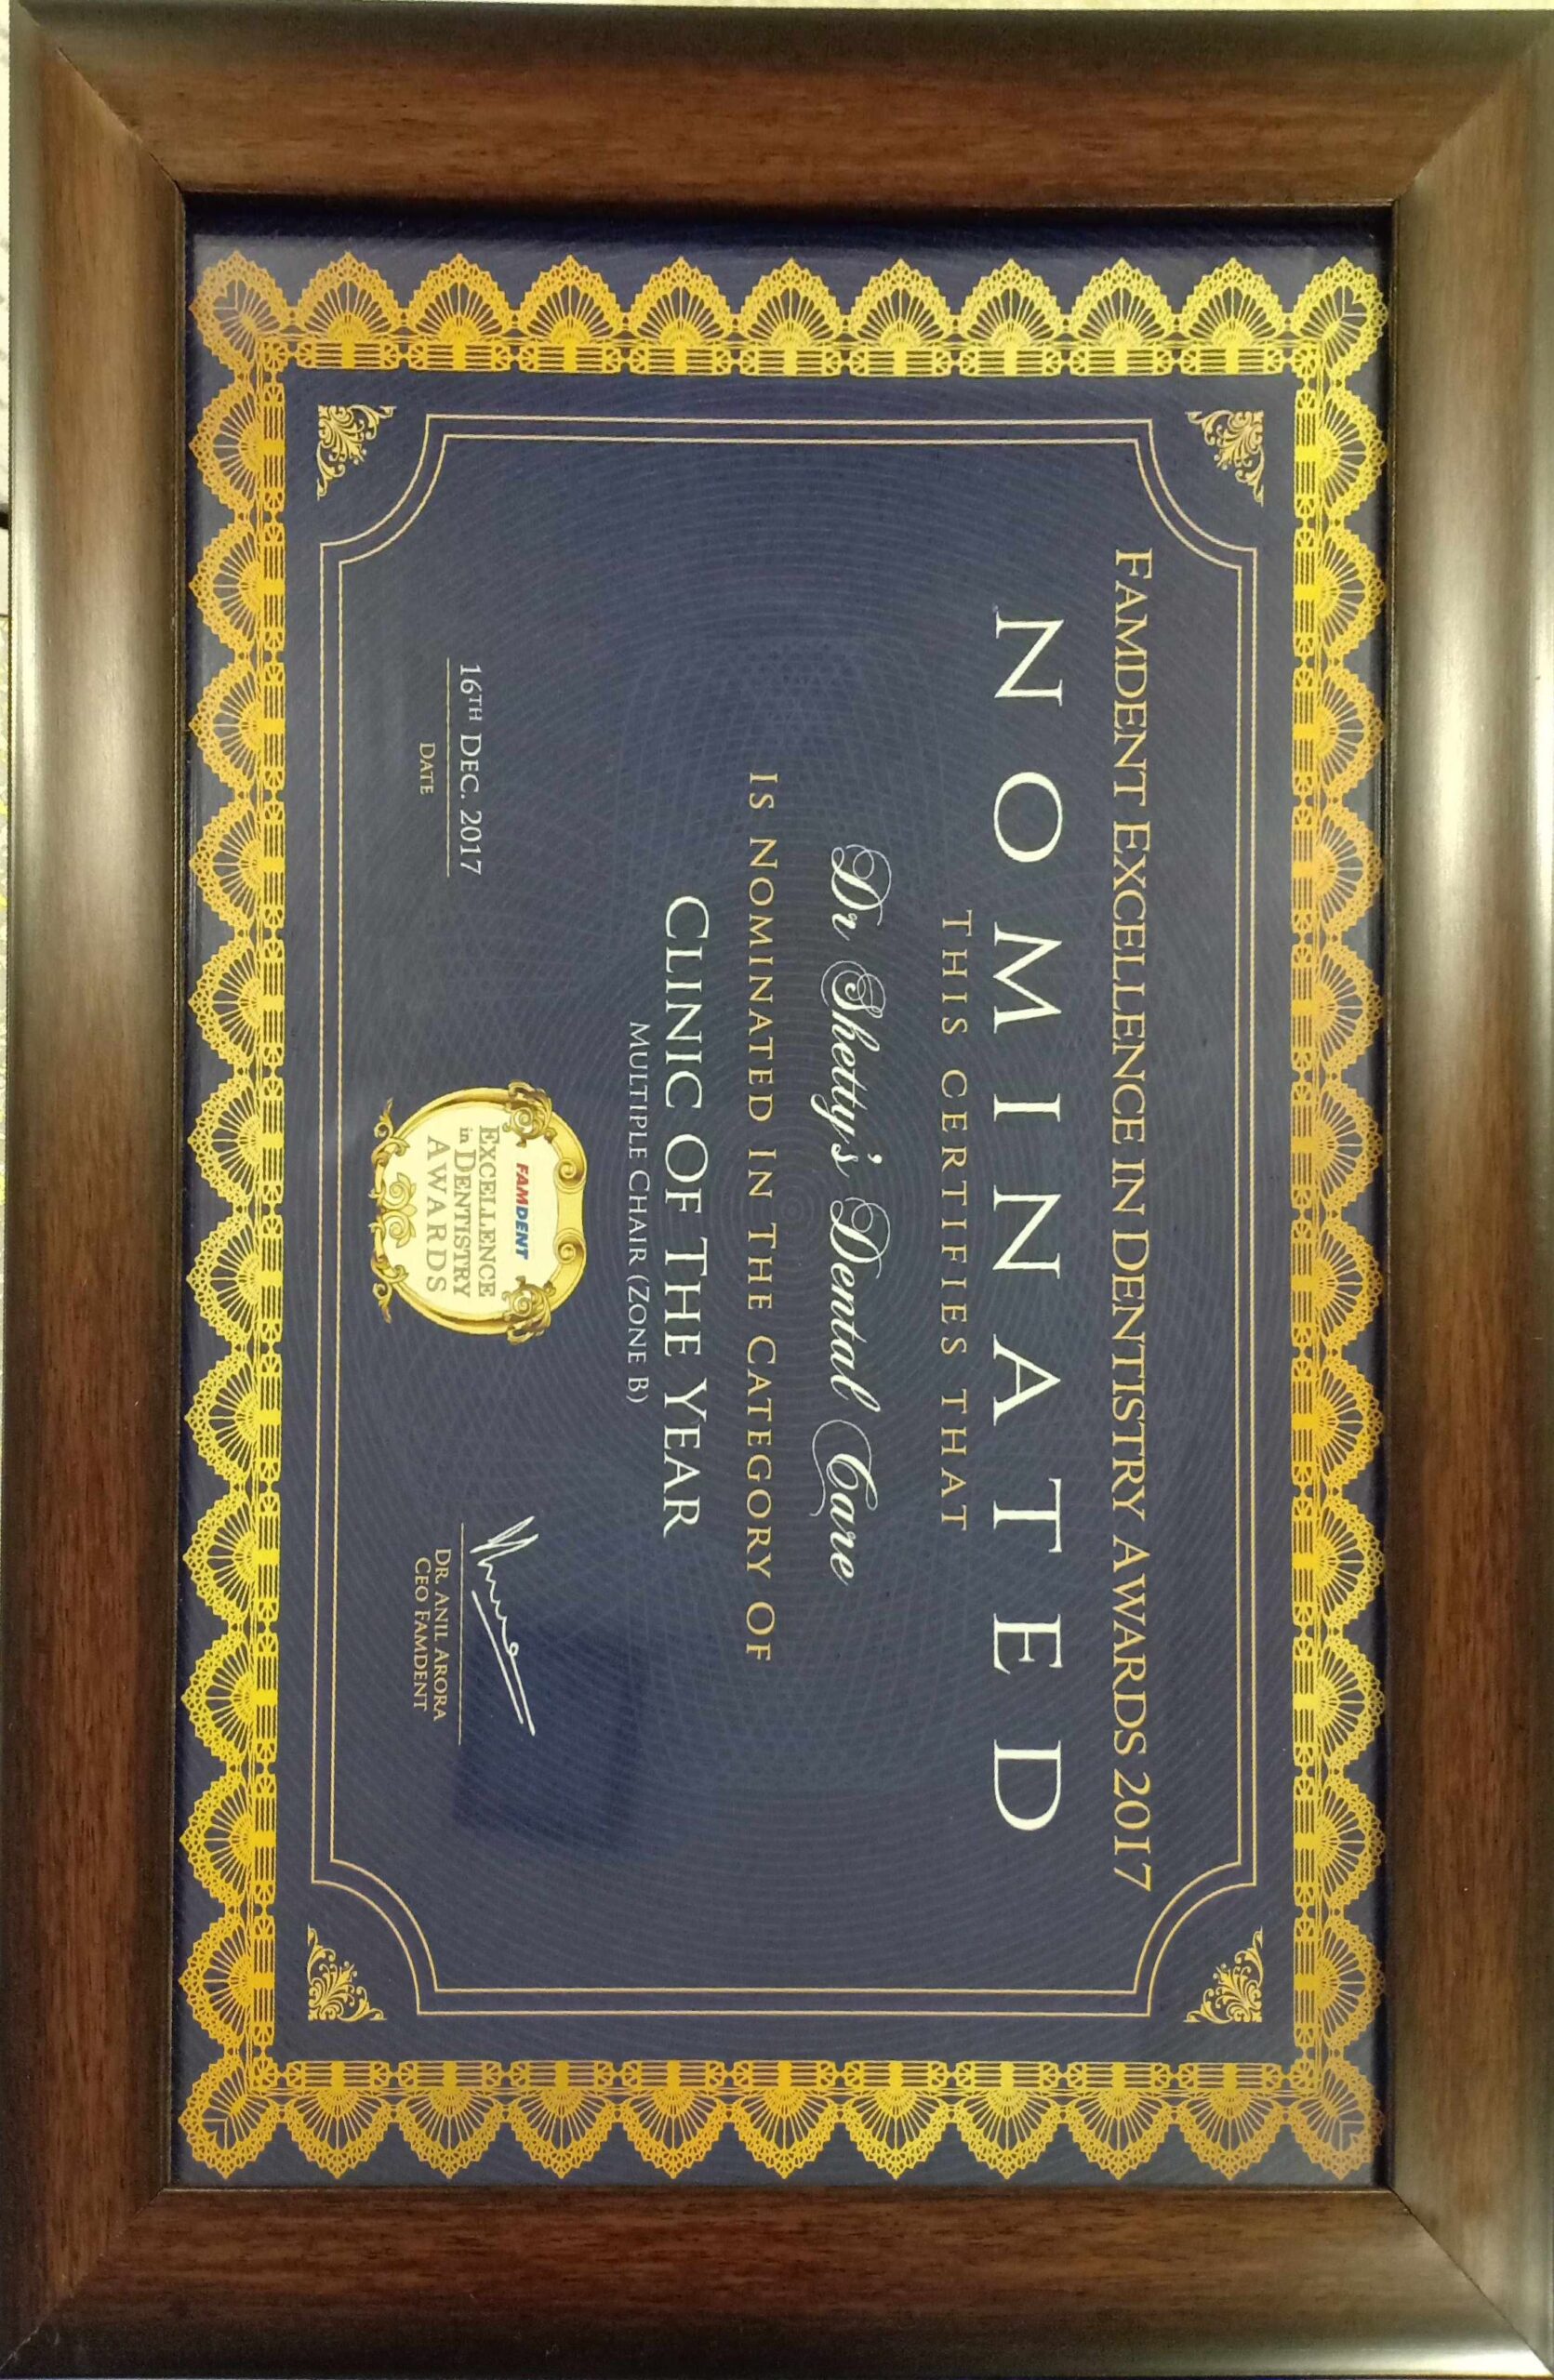 FAMDENT EXCELLENCE IN DENTISTRY AWARDS 2017
NOMINATED
THIS CERTIFIES THAT
Dr Shetty's Dental Care
IS NOMINATED IN THE CATEGORY OF
CLINIC OF THE YEAR
MULTIPLE CHAIR (ZONE B)
16TH DEC. 2017
DATE
FAMDENT
EXCELLENCE
in DENTISTRY
AWARDS
DR. ANIL ARORA
CEO FAMDENT